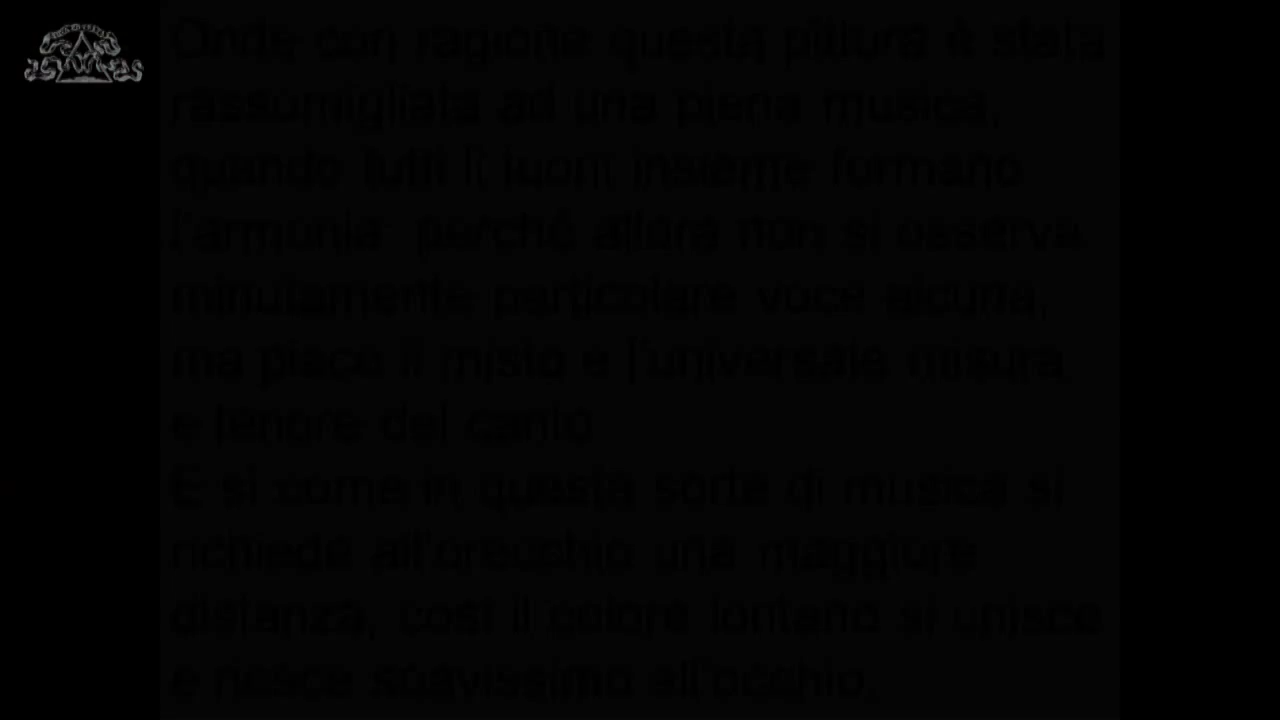 Onde con ragione questa pittura è stata
rassomigliata ad una piena musica,
quando tutti li tuoni insieme formano
l'armonia perché allora non si osserva
minutamente particolare voce alcuna,
ma piace il misto e l'universale misura
e tenore del canto
E sì come in questa sorte di musica si
richiede all'orecchio una maggiore
distanza, così il colore lontano si unisce
e riesce soavissimo all'occhio,